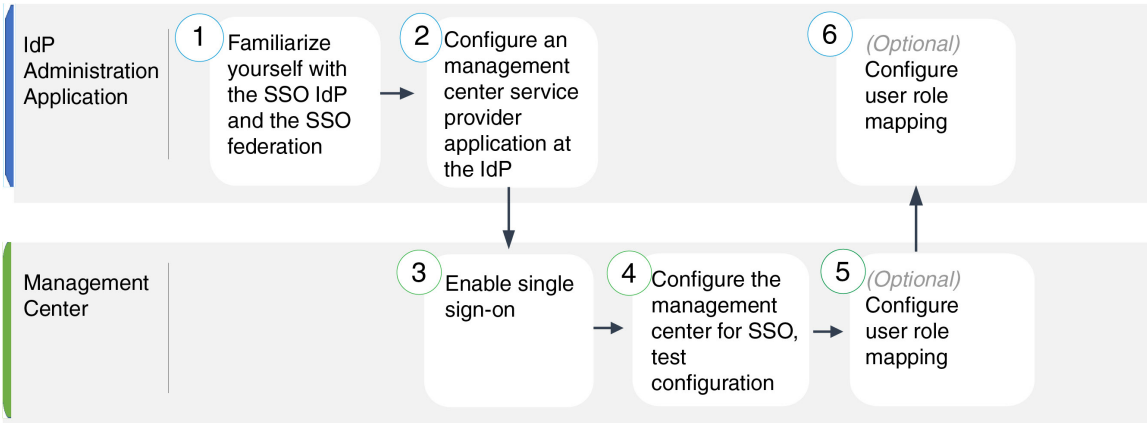 IdP
Administration
Application
1
Familiarize
yourself with
the SSO IdP
and the SSO
federation
2
Configure an
management
center service
provider
application at
the IdP
6
(Optional)
Configure
user role
mapping
Management
Center
3
Enable single
sign-on
4
Configure the
management
center for SSO,
test
configuration
5
(Optional)
Configure
user role
mapping